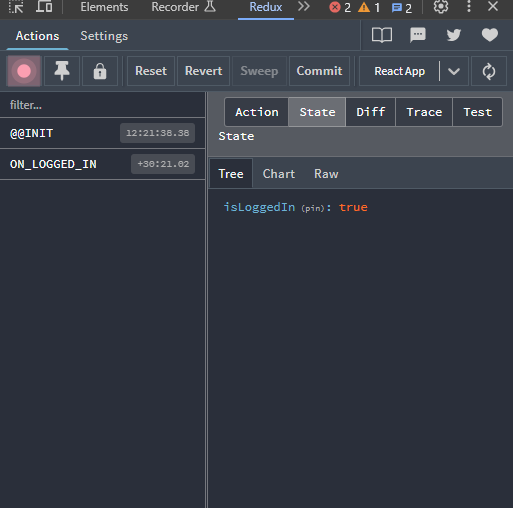 Elements Recorder Redux 2 1 2
Actions Settings
Reset Revert Sweep Commit React App
filter...
@@INIT 12:21:38.38
ON_LOGGED_IN +30:21.02
Action State Diff Trace Test
State
Tree Chart Raw
isLoggedIn (pin): true